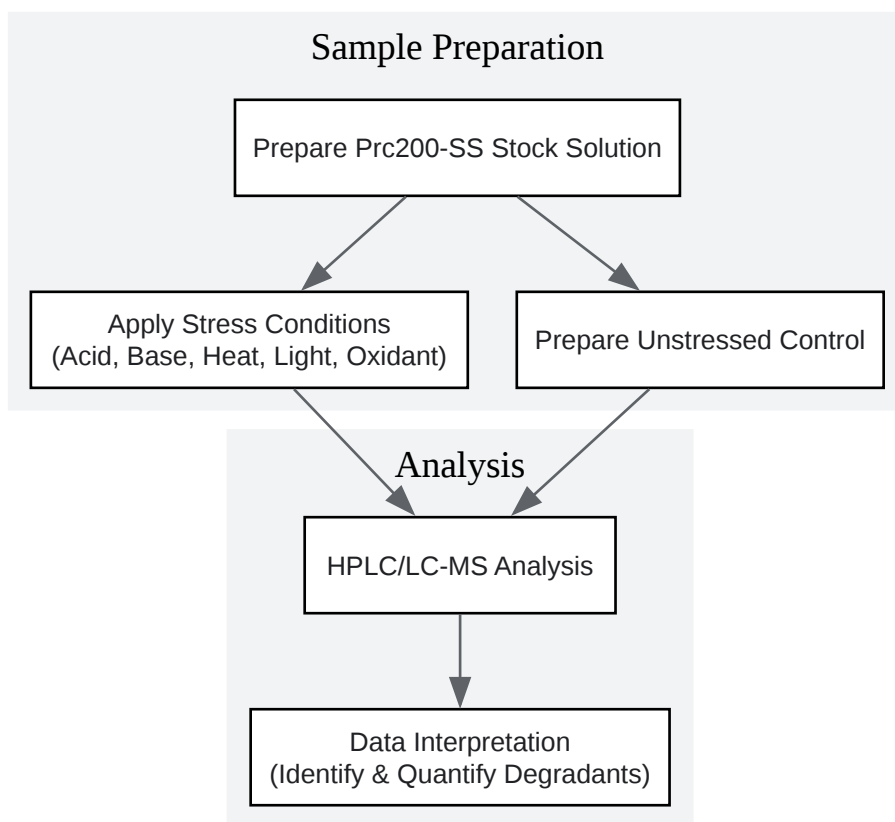 Sample Preparation
Prepare Prc200-SS Stock Solution
Apply Stress Conditions
(Acid, Base, Heat, Light, Oxidant)
Prepare Unstressed Control
Analysis
HPLC/LC-MS Analysis
Data Interpretation
(Identify & Quantify Degradants)